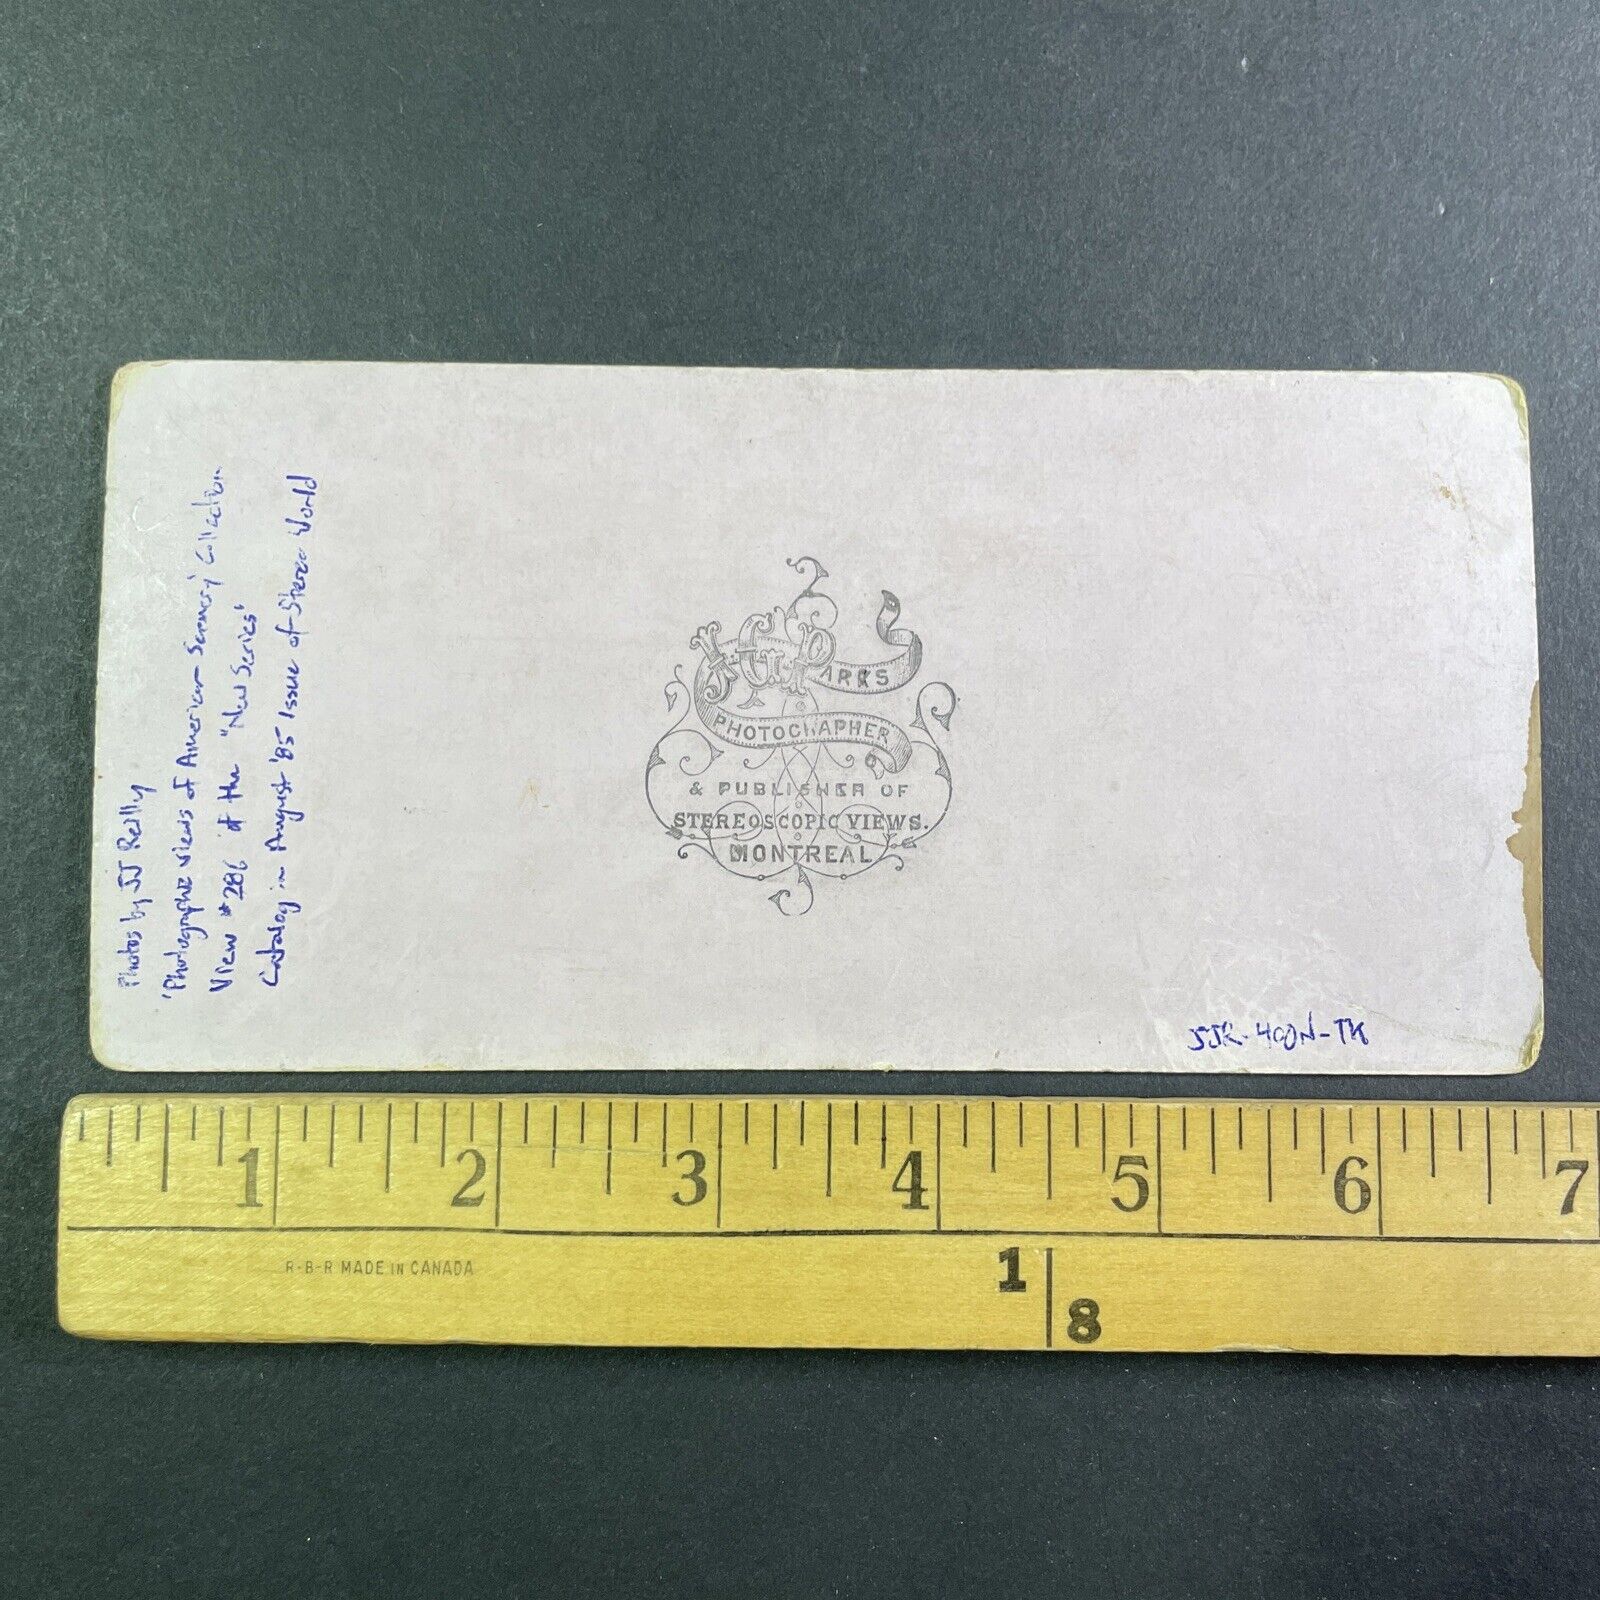 Photos by JJ Reilly
'Photographic Views of American Scenery' Collection
View #286 of the "New Series'
Catalog in August '85 Issue of Stereo World
J. G. PARKS
PHOTOGRAPHER
& PUBLISHER OF
STEREOSCOPIC VIEWS.
MONTREAL
JJR-400N-TK
1 2 3 4 5 6 7
R-B-R MADE IN CANADA
1
8